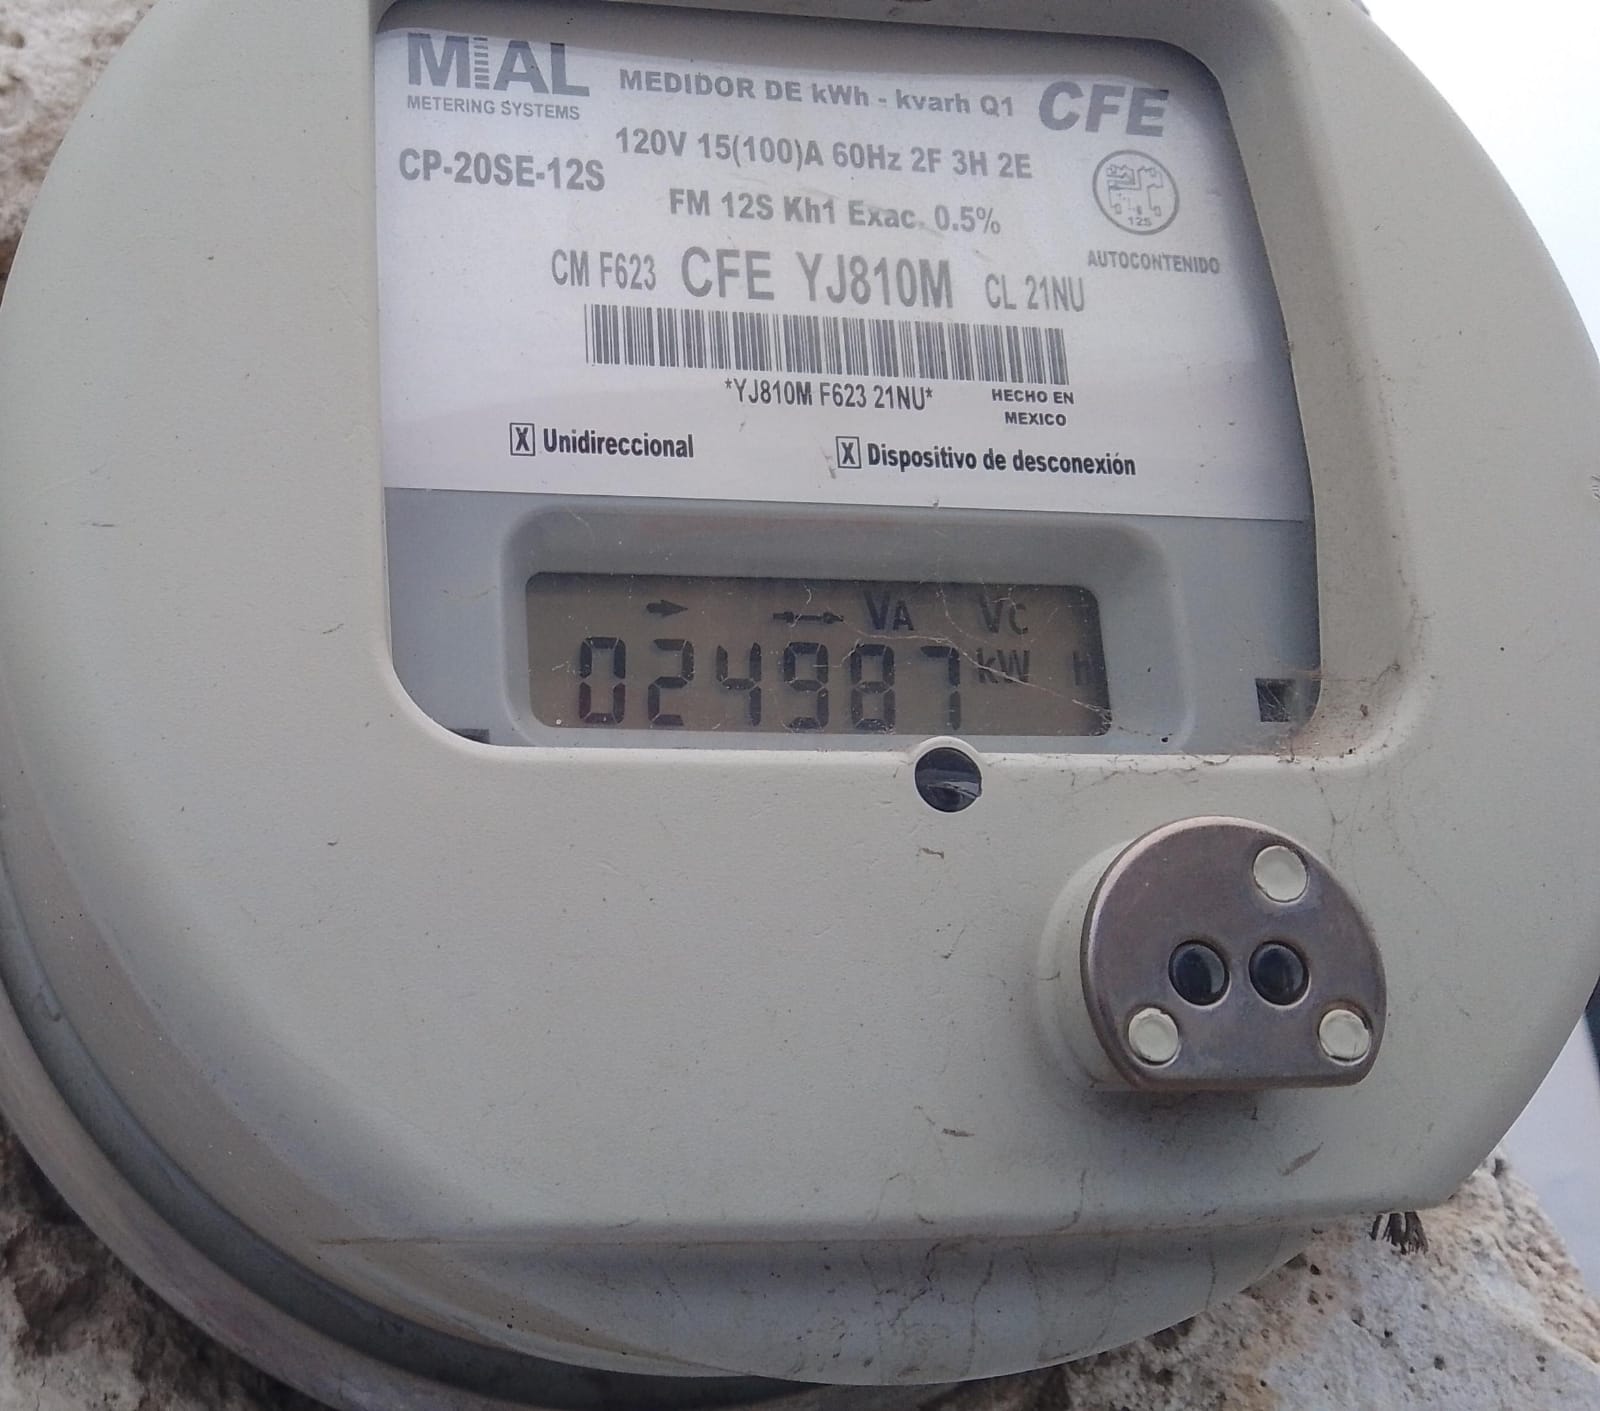 MIAL
METERING SYSTEMS
MEDIDOR DE kWh - kvarh Q1
CFE
120V 15(100)A 60Hz 2F 3H 2E
CP-20SE-12S
FM 12S Kh1 Exac. 0.5%
12S
AUTOCONTENIDO
CM F623 CFE YJ810M CL 21NU
*YJ810M F623 21NU*
HECHO EN
MEXICO
X Unidireccional
X Dispositivo de desconexión
VA VC
024987 kW h